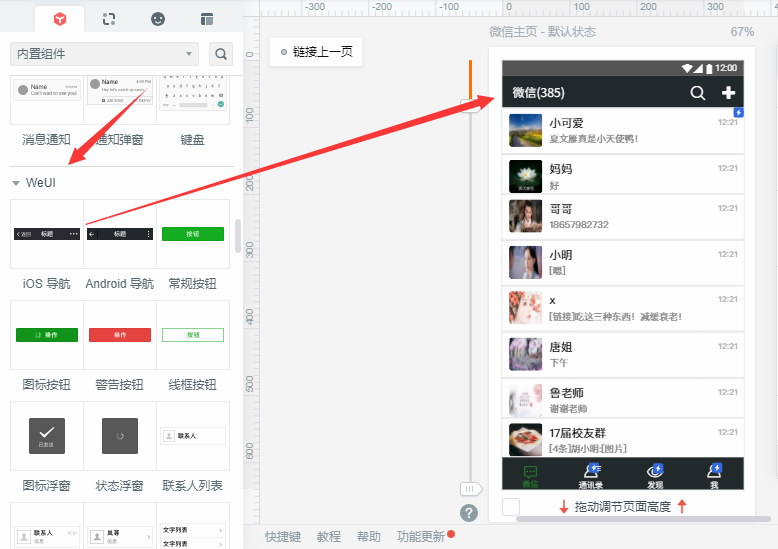 内置组件
Name
Can't wait to see you!
Name
4:05 PM
Hey let's catch up
ARCHIVE
REPLY
消息通知
通知弹窗
键盘
WeUI
返回
标题
标题
按钮
iOS 导航
Android 导航
常规按钮
操作
操作
按钮
图标按钮
警告按钮
线框按钮
已发送
联系人
图标浮窗
状态浮窗
联系人列表
联系人
信息
信息
文字列表
文字列表
-300
-200
-100
0
100
200
300
0
100
200
300
400
500
600
链接上一页
微信主页 - 默认状态
67%
12:00
微信(385)
小可爱
12:21
夏文雁真是小天使鸭！
妈妈
12:21
好
哥哥
12:21
18657982732
小明
12:21
[嗯]
x
12:21
[链接]吃这三种东西！减缓衰老！
唐姐
12:21
下午
鲁老师
12:21
谢谢老师
17届校友群
12:21
[4条]胡小明:[图片]
微信
通讯录
发现
我
拖动调节页面高度
快捷键
教程
帮助
功能更新